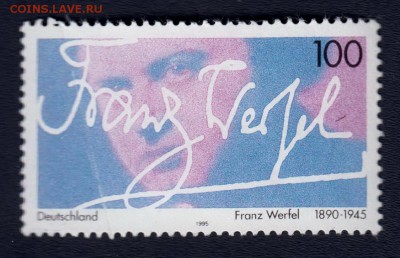 COINS.LAVE.RU
100
Franz Werfel
Deutschland 1995 Franz Werfel 1890-1945